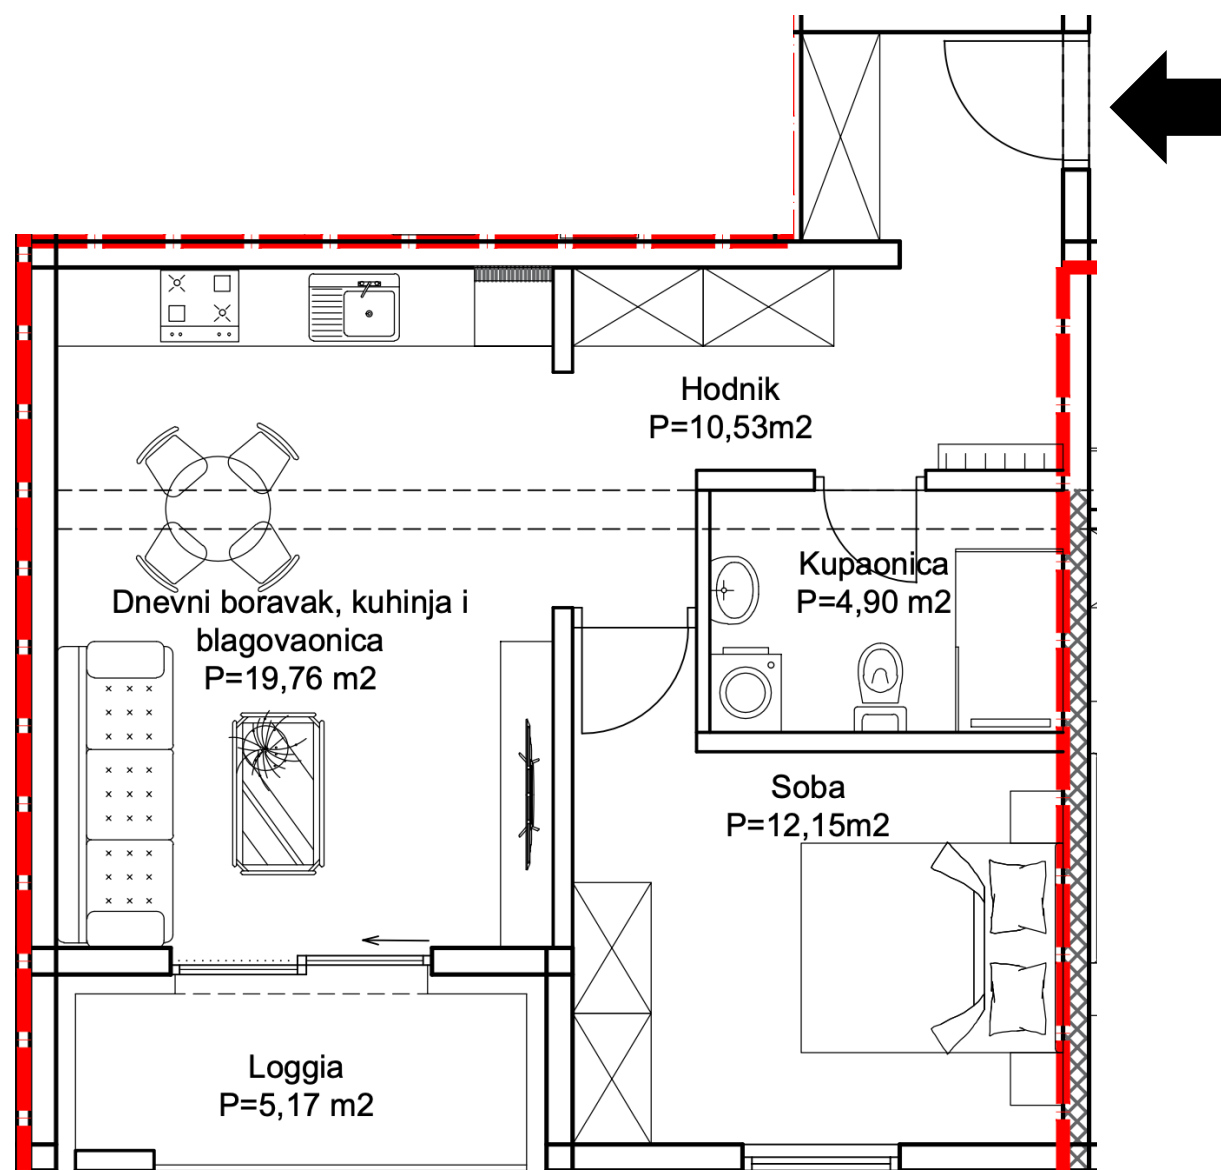 Hodnik
P=10,53m2
Kupaonica
P=4,90 m2
Dnevni boravak, kuhinja i
blagovaonica
P=19,76 m2
Soba
P=12,15m2
Loggia
P=5,17 m2